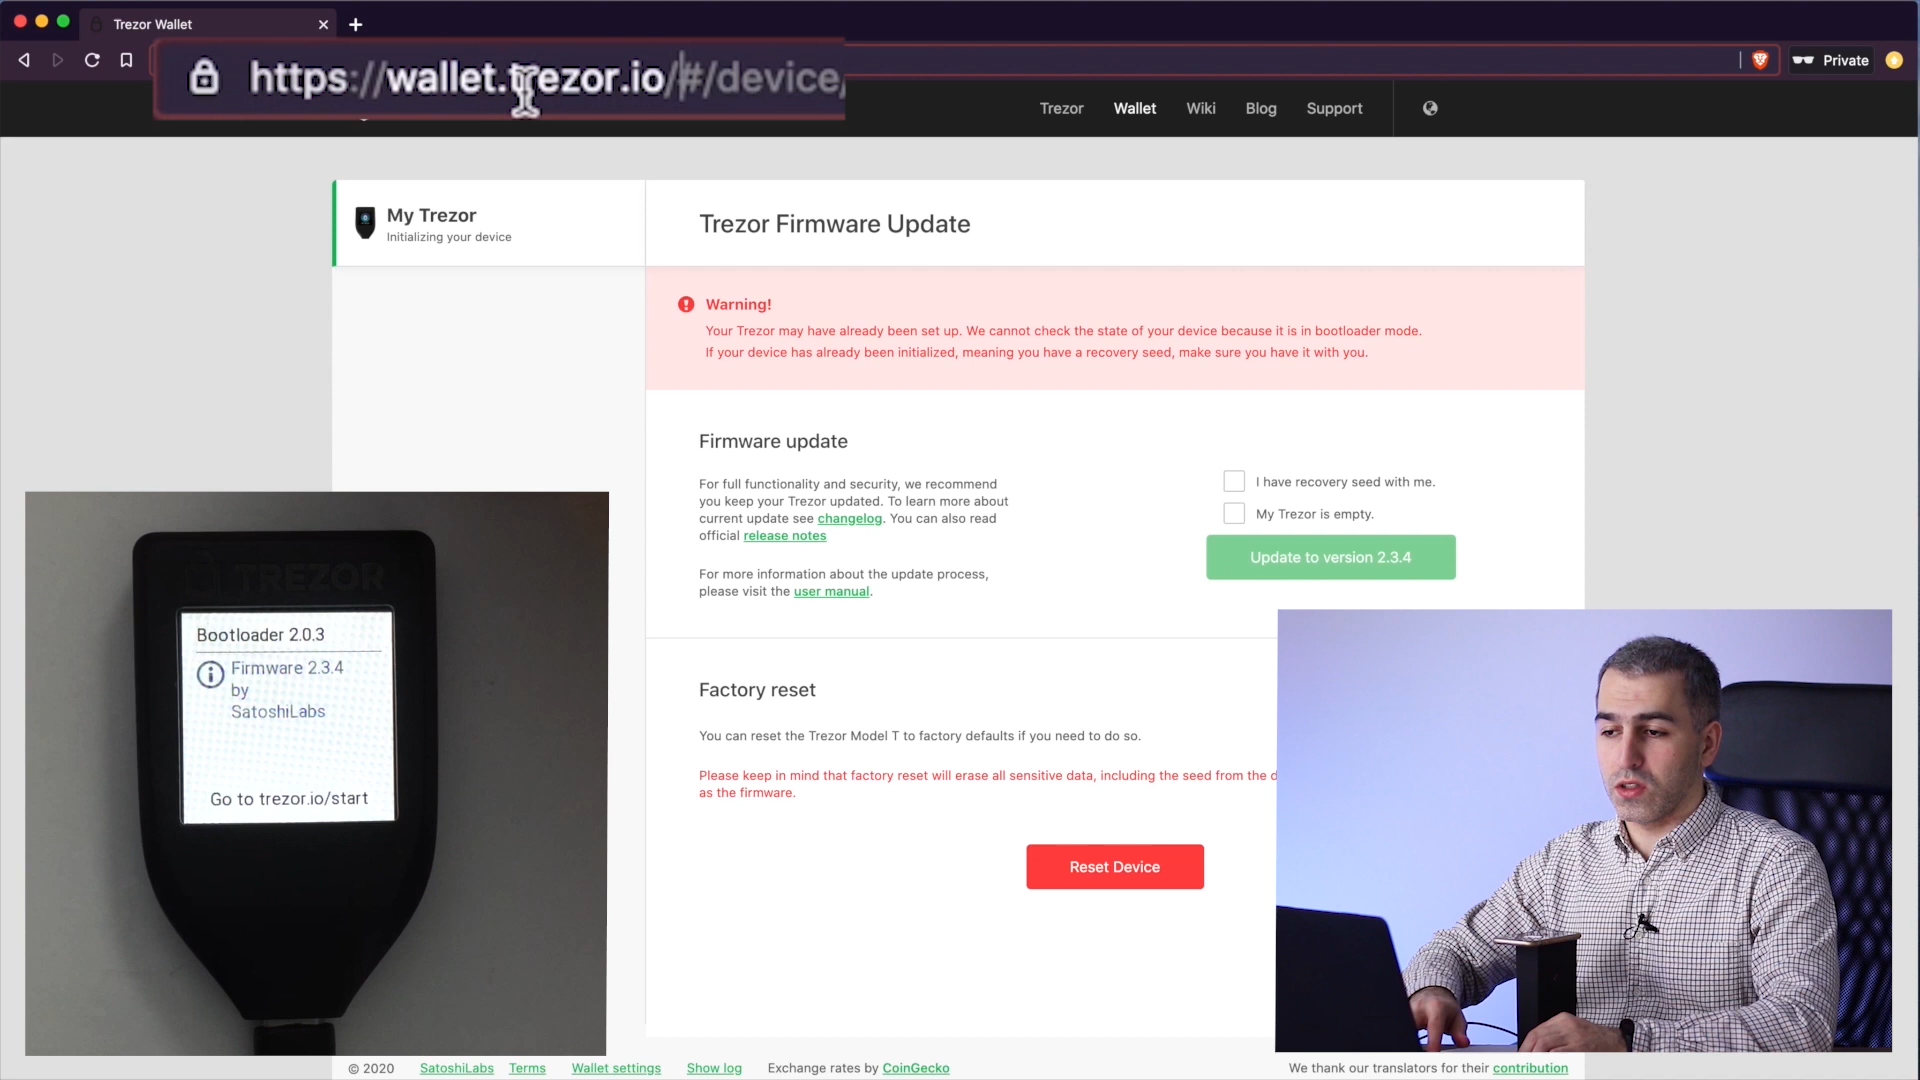 Trezor Wallet
https://wallet.trezor.io/#/device/
Private
Trezor
Wallet
Wiki
Blog
Support
My Trezor
Initializing your device
Trezor Firmware Update
Warning!
Your Trezor may have already been set up. We cannot check the state of your device because it is in bootloader mode.
If your device has already been initialized, meaning you have a recovery seed, make sure you have it with you.
Firmware update
For full functionality and security, we recommend
you keep your Trezor updated. To learn more about
current update see changelog. You can also read
official release notes
For more information about the update process,
please visit the user manual.
I have recovery seed with me.
My Trezor is empty.
Update to version 2.3.4
Factory reset
You can reset the Trezor Model T to factory defaults if you need to do so.
Please keep in mind that factory reset will erase all sensitive data, including the seed from the
as the firmware.
Reset Device
TREZOR
Bootloader 2.0.3
Firmware 2.3.4
by
SatoshiLabs
Go to trezor.io/start
© 2020
SatoshiLabs
Terms
Wallet settings
Show log
Exchange rates by CoinGecko
We thank our translators for their contribution